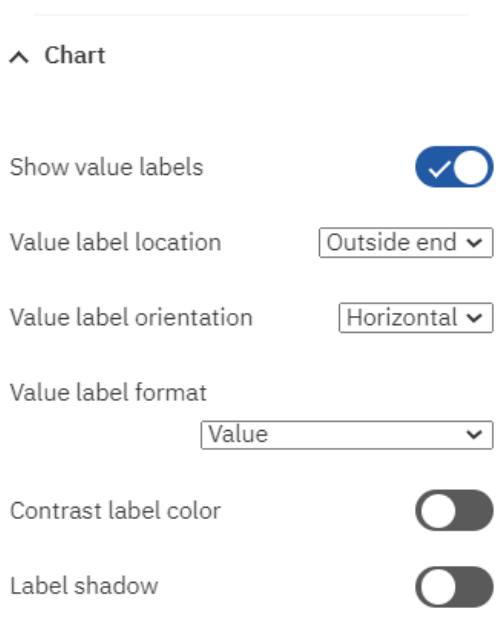 Chart
Show value labels
Value label location Outside end
Value label orientation Horizontal
Value label format
Value
Contrast label color
Label shadow